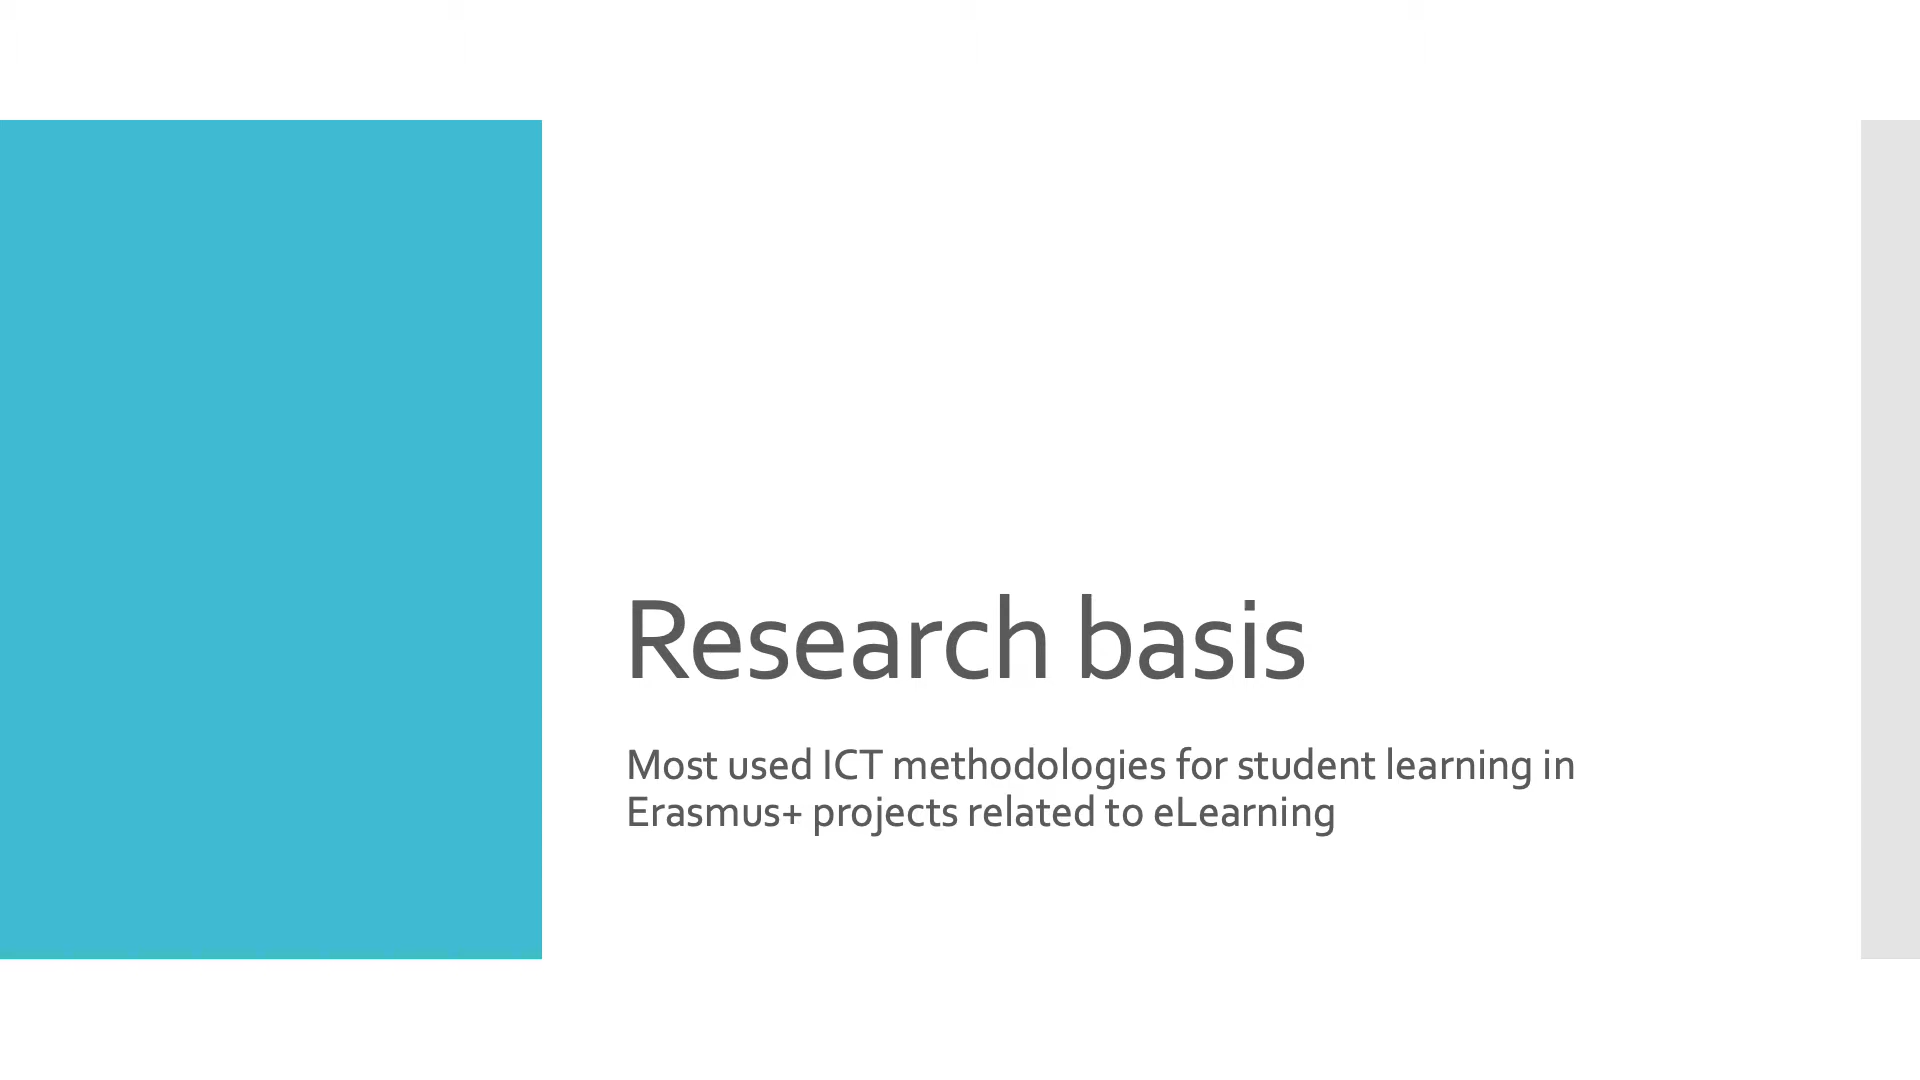 Research basis
Most used ICT methodologies for student learning in
Erasmus+ projects related to eLearning